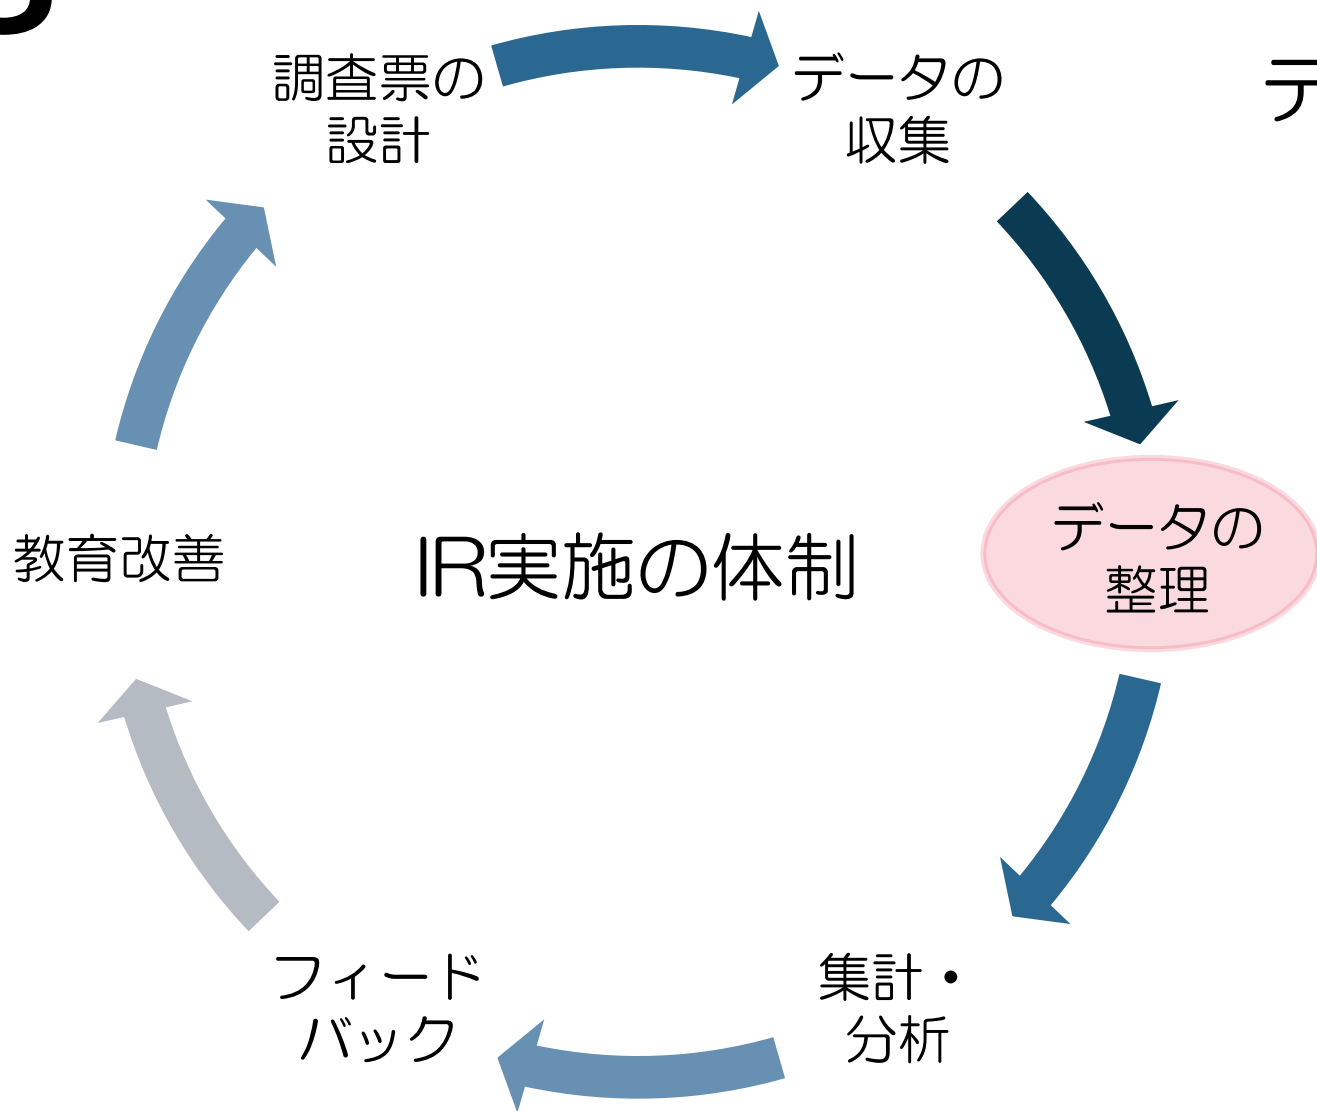 調査票の
設計
データの
収集
データの
整理
集計・
分析
フィード
バック
教育改善
IR実施の体制